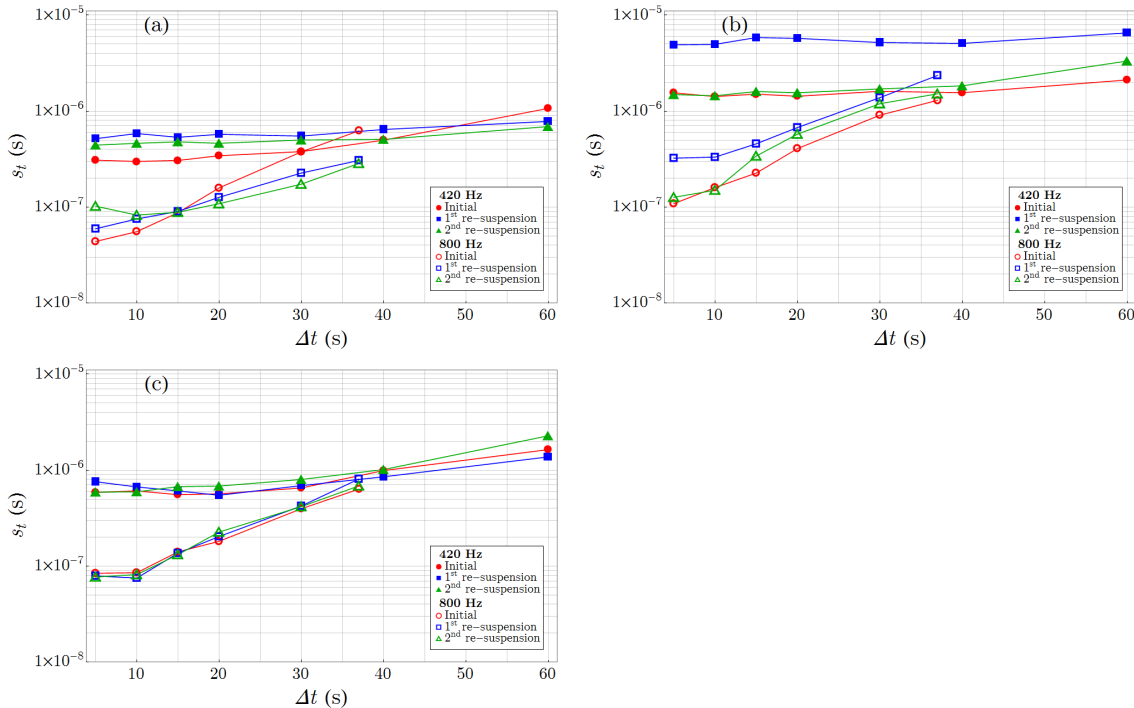 (a)
1×10⁻⁵
1×10⁻⁶
1×10⁻⁷
1×10⁻⁸
s_t (s)
10 20 30 40 50 60
Δt (s)
420 Hz
Initial
1ˢᵗ re−suspension
2ⁿᵈ re−suspension
800 Hz
Initial
1ˢᵗ re−suspension
2ⁿᵈ re−suspension
(b)
1×10⁻⁵
1×10⁻⁶
1×10⁻⁷
1×10⁻⁸
s_t (s)
10 20 30 40 50 60
Δt (s)
420 Hz
Initial
1ˢᵗ re−suspension
2ⁿᵈ re−suspension
800 Hz
Initial
1ˢᵗ re−suspension
2ⁿᵈ re−suspension
(c)
1×10⁻⁵
1×10⁻⁶
1×10⁻⁷
1×10⁻⁸
s_t (s)
10 20 30 40 50 60
Δt (s)
420 Hz
Initial
1ˢᵗ re−suspension
2ⁿᵈ re−suspension
800 Hz
Initial
1ˢᵗ re−suspension
2ⁿᵈ re−suspension